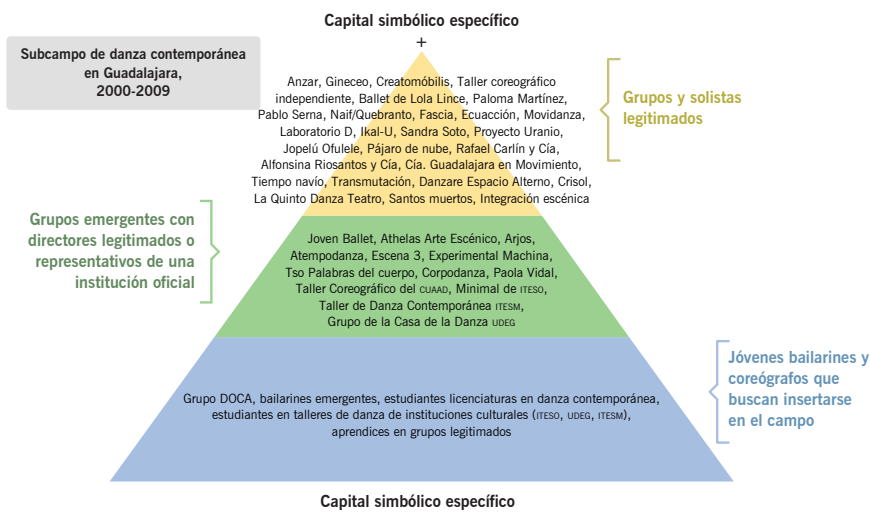 Capital simbólico específico
+
Subcampo de danza contemporánea
en Guadalajara,
2000-2009
Anzar, Gineceo, Creatomóbilis, Taller coreográfico
independiente, Ballet de Lola Lince, Paloma Martínez,
Pablo Serna, Naif/Quebranto, Fascia, Ecuacción, Movidanza,
Laboratorio D, Ikal-U, Sandra Soto, Proyecto Uranio,
Jopelú Ofulele, Pájaro de nube, Rafael Carlín y Cía,
Alfonsina Riosantos y Cía, Cía. Guadalajara en Movimiento,
Tiempo navío, Transmutación, Danzare Espacio Alterno, Crisol,
La Quinto Danza Teatro, Santos muertos, Integración escénica
Grupos y solistas
legitimados
Grupos emergentes con
directores legitimados o
representativos de una
institución oficial
Joven Ballet, Athelas Arte Escénico, Arjos,
Atempodanza, Escena 3, Experimental Machina,
Tso Palabras del cuerpo, Corpodanza, Paola Vidal,
Taller Coreográfico del CUAAD, Minimal de ITESO,
Taller de Danza Contemporánea ITESM,
Grupo de la Casa de la Danza UDEG
Jóvenes bailarines y
coreógrafos que
buscan insertarse
en el campo
Grupo DOCA, bailarines emergentes, estudiantes licenciaturas en danza contemporánea,
estudiantes en talleres de danza de instituciones culturales (ITESO, UDEG, ITESM),
aprendices en grupos legitimados
Capital simbólico específico